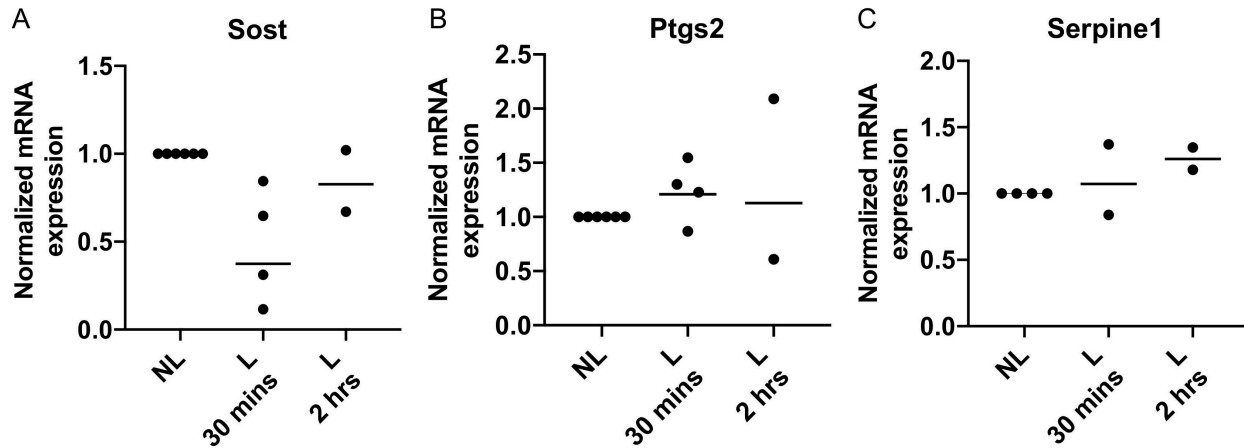 A
Sost
Normalized mRNA
expression
1.5
1.0
0.5
0.0
NL
L
30 mins
L
2 hrs
B
Ptgs2
Normalized mRNA
expression
2.5
2.0
1.5
1.0
0.5
0.0
NL
L
30 mins
L
2 hrs
C
Serpine1
Normalized mRNA
expression
2.0
1.5
1.0
0.5
0.0
NL
L
30 mins
L
2 hrs